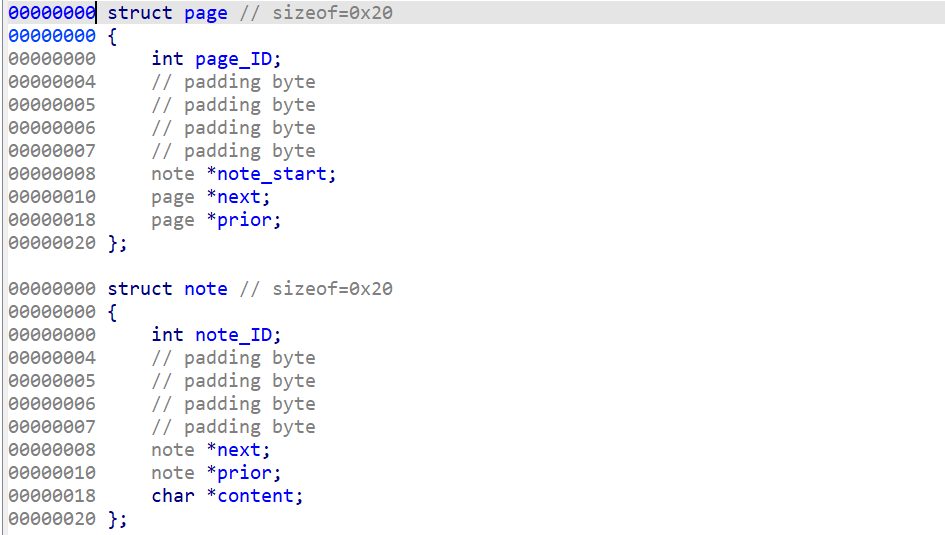 00000000 struct page // sizeof=0x20
00000000 {
00000000     int page_ID;
00000004     // padding byte
00000005     // padding byte
00000006     // padding byte
00000007     // padding byte
00000008     note *note_start;
00000010     page *next;
00000018     page *prior;
00000020 };

00000000 struct note // sizeof=0x20
00000000 {
00000000     int note_ID;
00000004     // padding byte
00000005     // padding byte
00000006     // padding byte
00000007     // padding byte
00000008     note *next;
00000010     note *prior;
00000018     char *content;
00000020 };